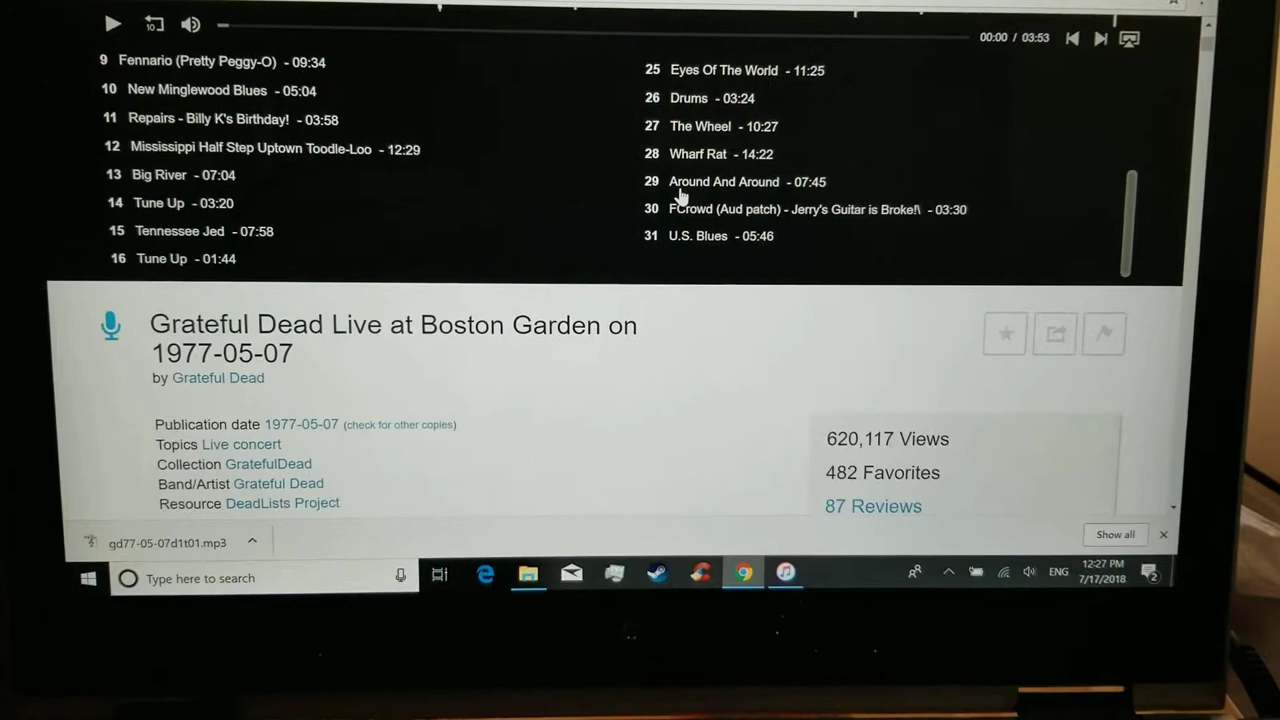 10
00:00 / 03:53
9 Fennario (Pretty Peggy-O) - 09:34
10 New Minglewood Blues - 05:04
11 Repairs - Billy K's Birthday! - 03:58
12 Mississippi Half Step Uptown Toodle-Loo - 12:29
13 Big River - 07:04
14 Tune Up - 03:20
15 Tennessee Jed - 07:58
16 Tune Up - 01:44
25 Eyes Of The World - 11:25
26 Drums - 03:24
27 The Wheel - 10:27
28 Wharf Rat - 14:22
29 Around And Around - 07:45
30 FCrowd (Aud patch) - Jerry's Guitar is Broke!\ - 03:30
31 U.S. Blues - 05:46
Grateful Dead Live at Boston Garden on
1977-05-07
by Grateful Dead
Publication date 1977-05-07 (check for other copies)
Topics Live concert
Collection GratefulDead
Band/Artist Grateful Dead
Resource DeadLists Project
620,117 Views
482 Favorites
87 Reviews
gd77-05-07d1t01.mp3
Show all
Type here to search
ENG
12:27 PM
7/17/2018
2